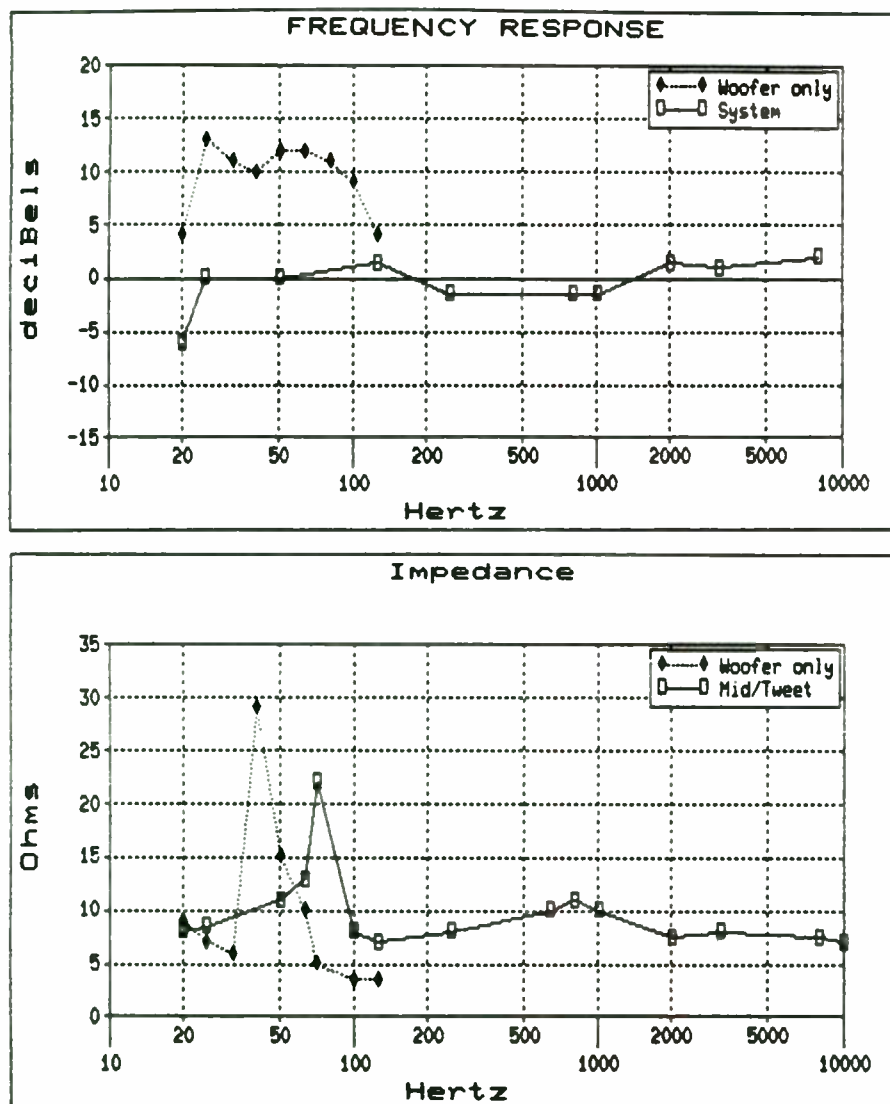 FREQUENCY RESPONSE
20
15
10
5
0
-5
-10
-15
deciBels
Woofer only
System
10 20 50 100 200 500 1000 2000 5000 10000
Hertz
Impedance
35
30
25
20
15
10
5
0
Ohms
Woofer only
Mid/Tweet
10 20 50 100 200 500 1000 2000 5000 10000
Hertz